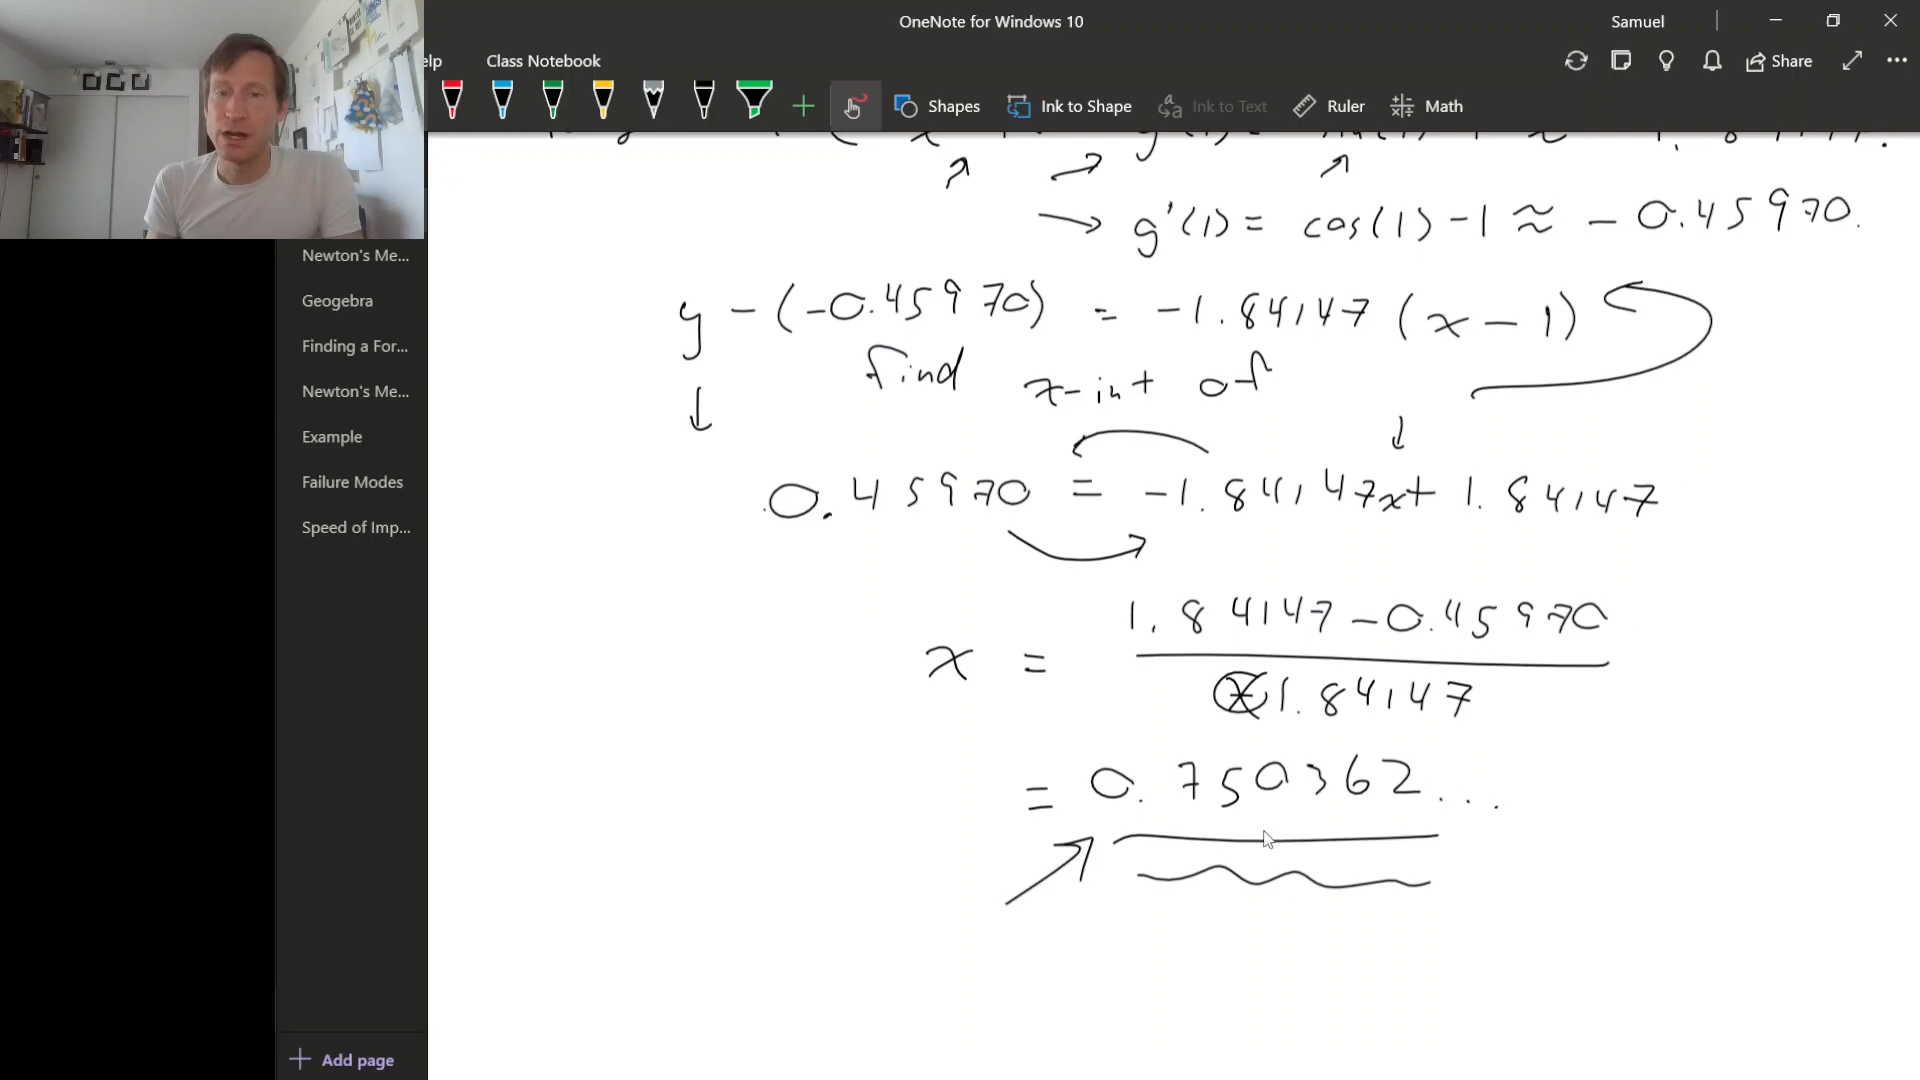 OneNote for Windows 10
Samuel
elp Class Notebook
Share
Shapes Ink to Shape Ink to Text Ruler Math
g'(1) = cos(1) - 1 ≈ - 0.45970.
y - (-0.45970) = -1.84147 (x - 1)
find x-int of
0.45970 = -1.84147x + 1.84147
x = 1.84147 - 0.45970
1.84147
= 0.750362...
Newton's Me...
Geogebra
Finding a For...
Newton's Me...
Example
Failure Modes
Speed of Imp...
Add page